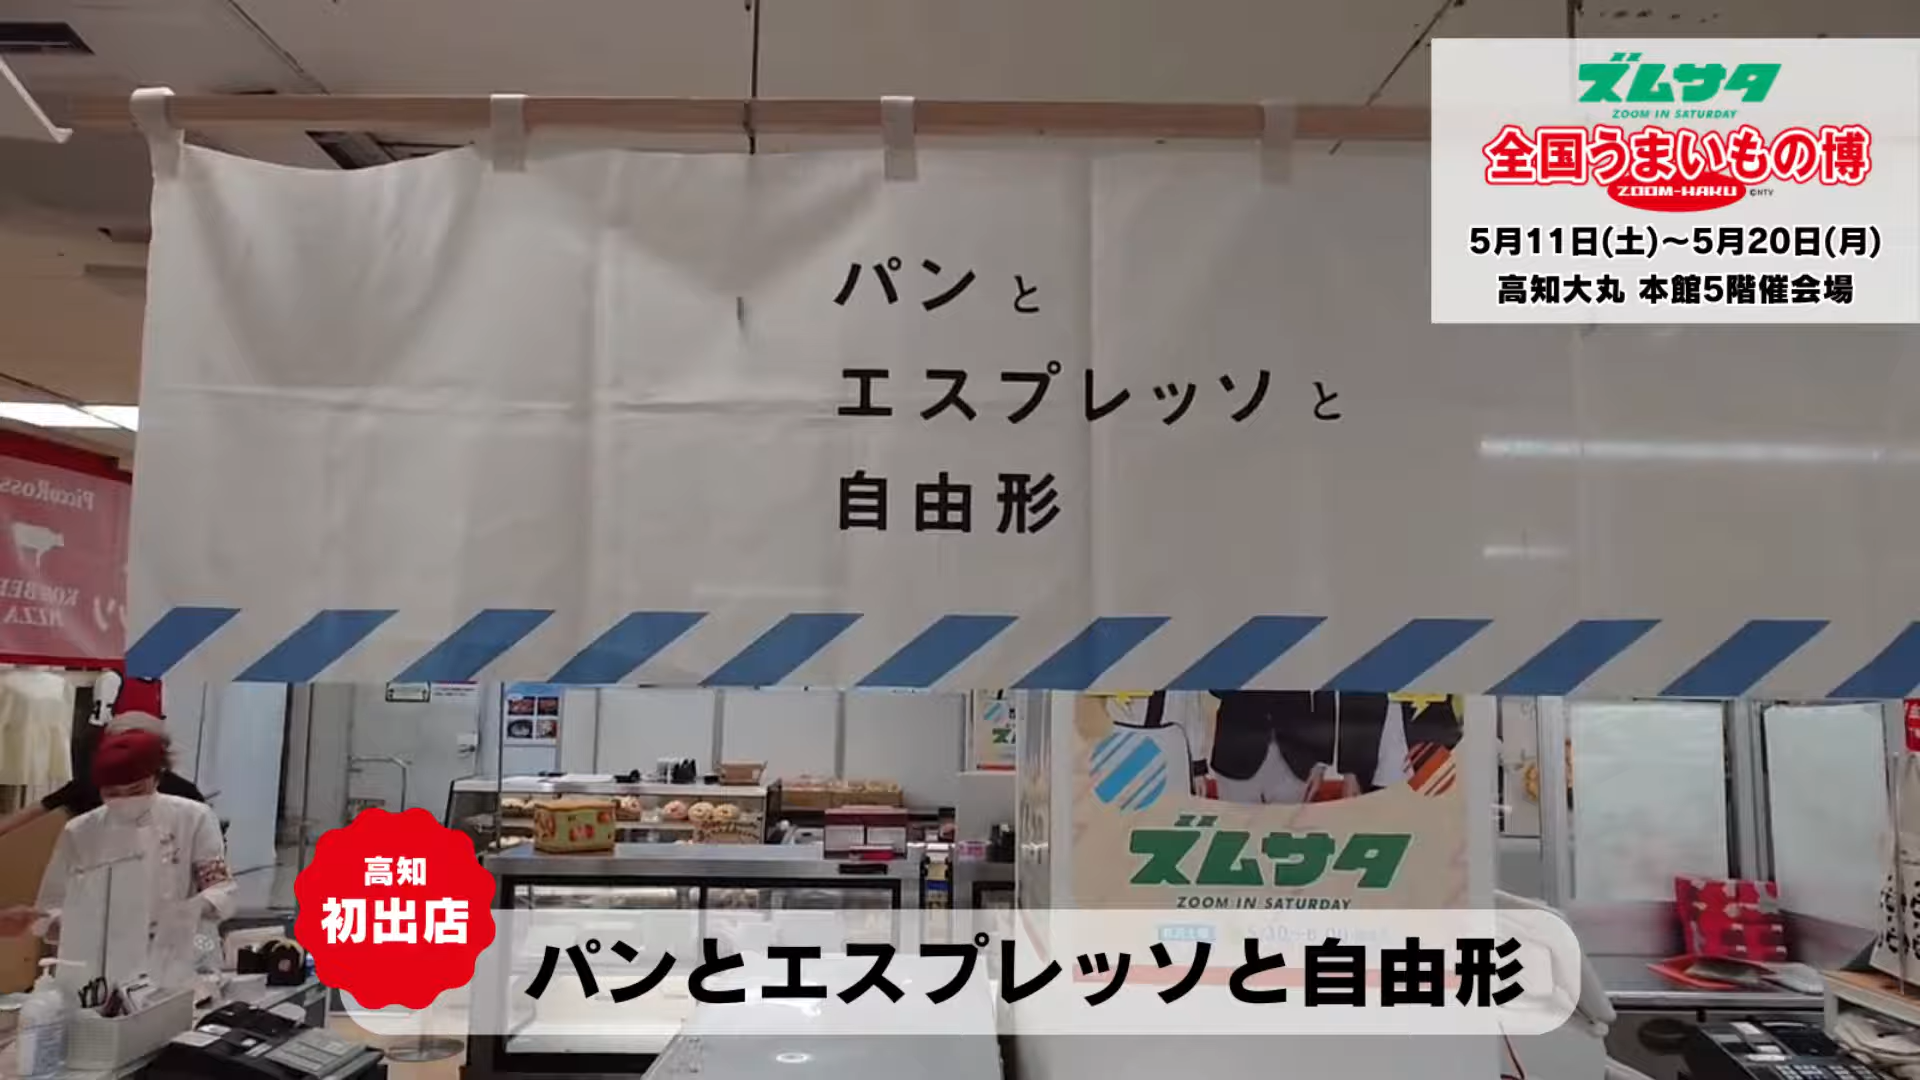 ズムサタ
ZOOM IN SATURDAY
全国うまいもの博
ZOOM-HAKU ©NTV
5月11日(土)~5月20日(月)
高知大丸 本館5階催会場
パンと
エスプレッソと
自由形
PiccoRoss
PIZZA
ズムサタ
ZOOM IN SATURDAY
高知
初出店
パンとエスプレッソと自由形